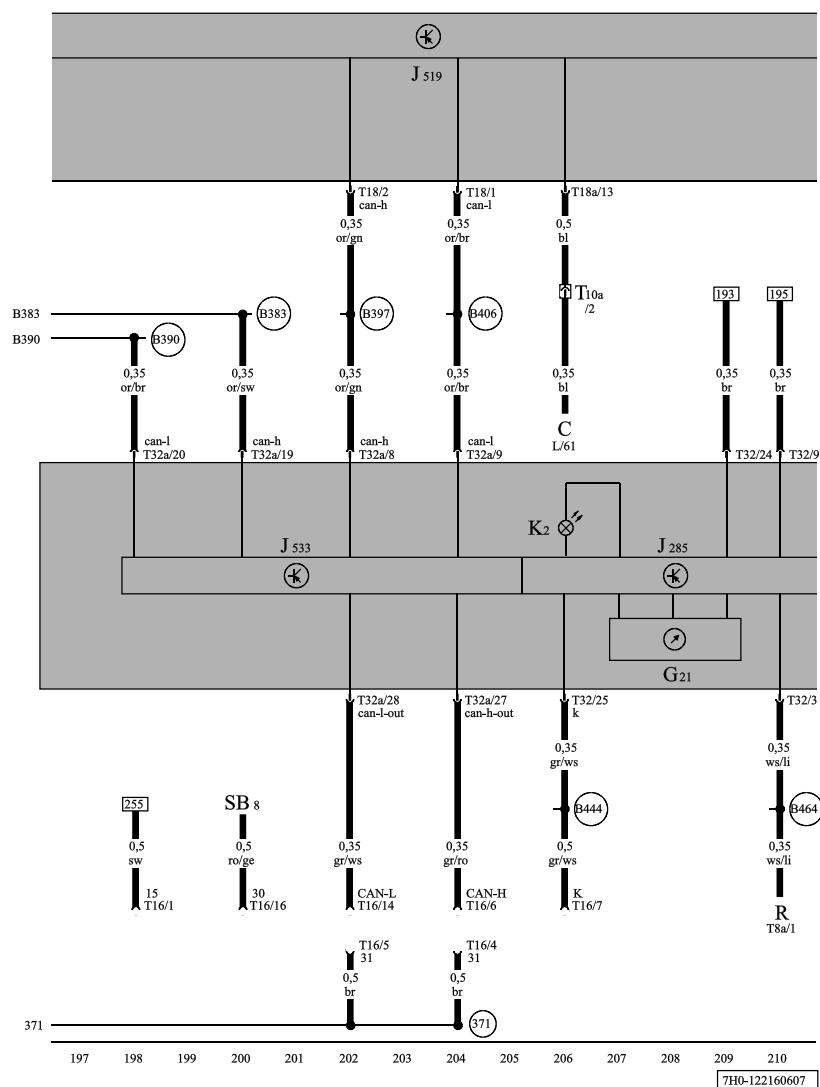 J 519
T18/2
can-h
T18/1
can-l
T18a/13
0,35
or/gn
0,35
or/br
0,5
bl
T10a
/2
193
195
B383
B383
B397
B406
B390
B390
0,35
or/br
0,35
or/sw
0,35
or/gn
0,35
or/br
0,35
bl
0,35
br
0,35
br
C
L/61
can-l
T32a/20
can-h
T32a/19
can-h
T32a/8
can-l
T32a/9
T32/24
T32/9
K2
J 533
J 285
G21
T32a/28
can-l-out
T32a/27
can-h-out
T32/25
k
T32/3
0,35
gr/ws
0,35
ws/li
255
SB 8
B444
B464
0,5
sw
0,5
ro/ge
0,35
gr/ws
0,35
gr/ro
0,5
gr/ws
0,35
ws/li
15
T16/1
30
T16/16
CAN-L
T16/14
CAN-H
T16/6
K
T16/7
R
T8a/1
T16/5
31
T16/4
31
0,5
br
0,5
br
371
371
197 198 199 200 201 202 203 204 205 206 207 208 209 210
7H0-122160607